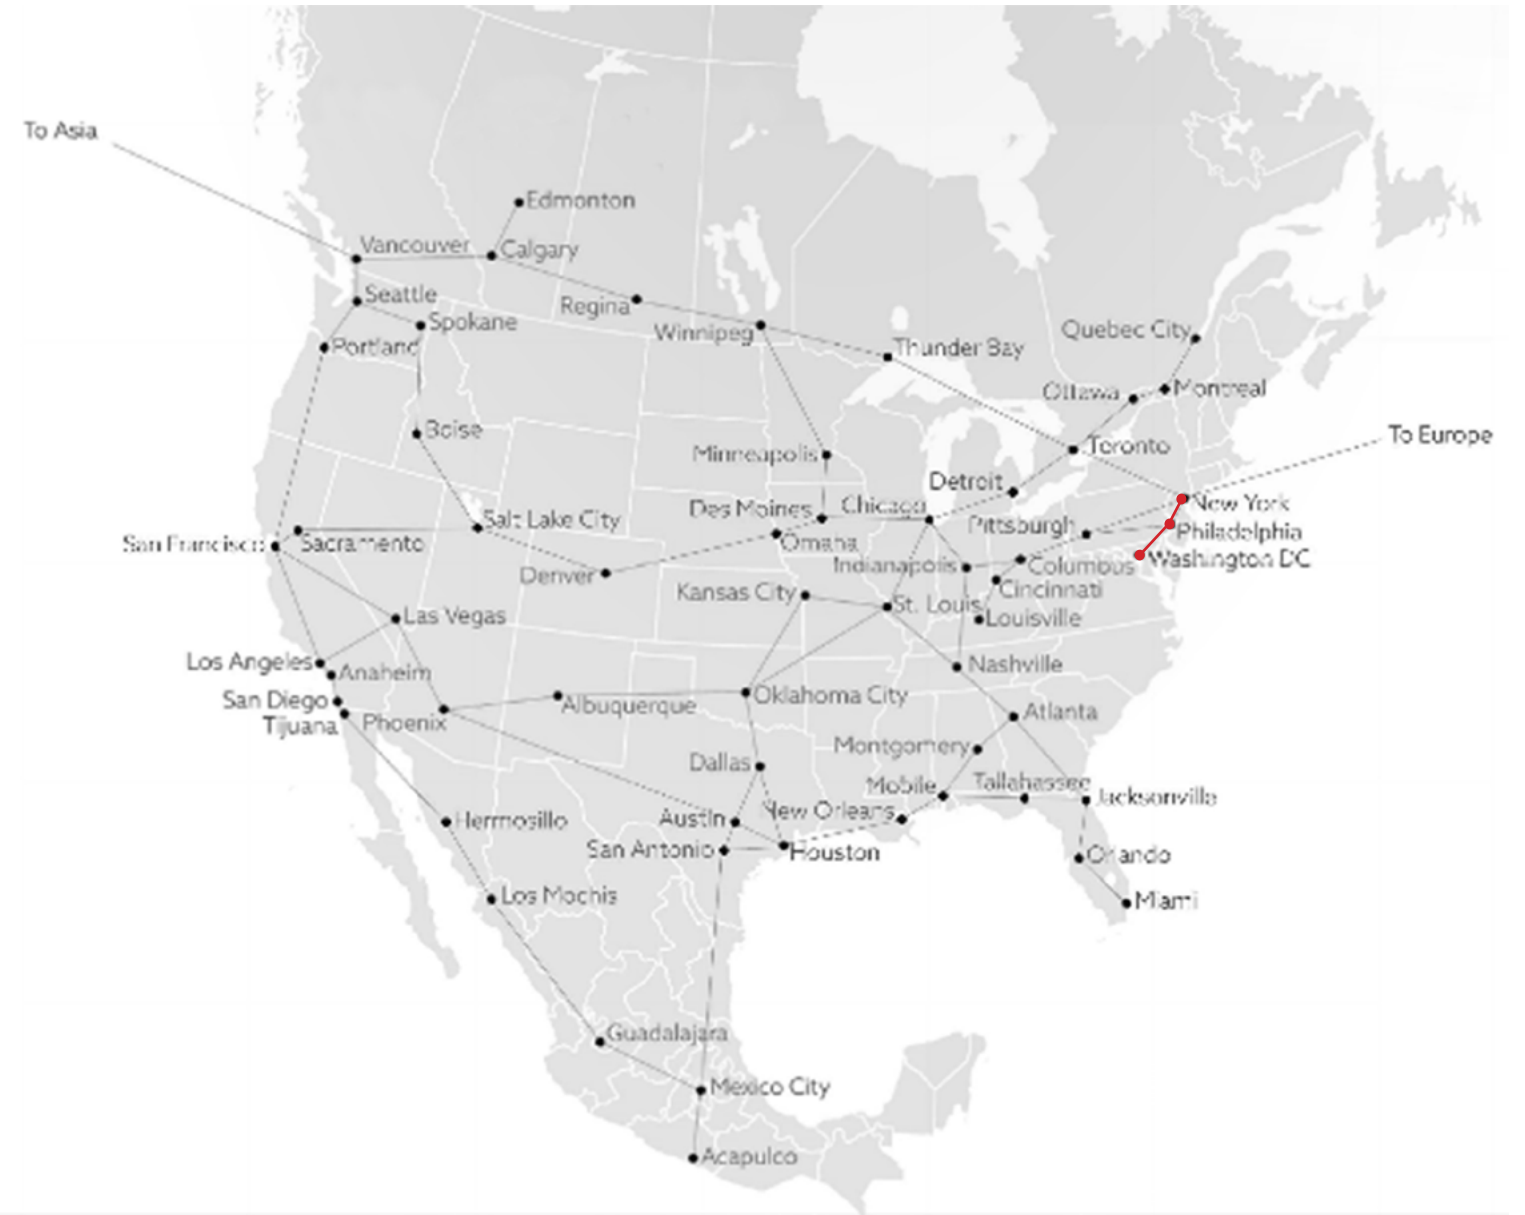 To Asia
Edmonton
Vancouver
Calgary
Seattle
Regina
Spokane
Winnipeg
Quebec City
Portland
Thunder Bay
Ottawa
Montreal
Boise
To Europe
Toronto
Minneapolis
Detroit
New York
Des Moines
Chicago
Salt Lake City
Pittsburgh
Philadelphia
San Francisco
Sacramento
Omaha
Washington DC
Indianapolis
Columbus
Denver
Cincinnati
Kansas City
St. Louis
Las Vegas
Louisville
Los Angeles
Anaheim
Nashville
San Diego
Albuquerque
Oklahoma City
Tijuana
Phoenix
Atlanta
Montgomery
Dallas
Mobile
Tallahassee
Jacksonville
Hermosillo
Austin
New Orleans
San Antonio
Houston
Orlando
Los Mochis
Miami
Guadalajara
Mexico City
Acapulco